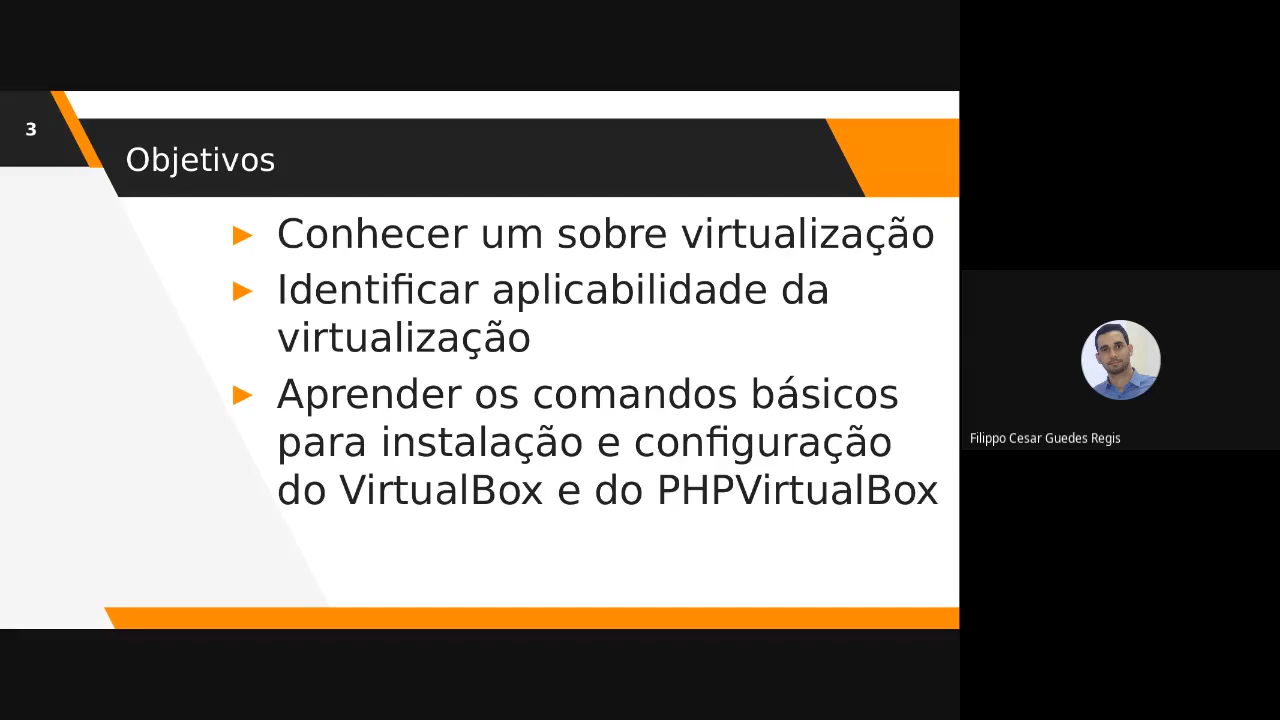 3
Objetivos
Conhecer um sobre virtualização
Identificar aplicabilidade da
virtualização
Aprender os comandos básicos
para instalação e configuração
do VirtualBox e do PHPVirtualBox
Filippo Cesar Guedes Regis